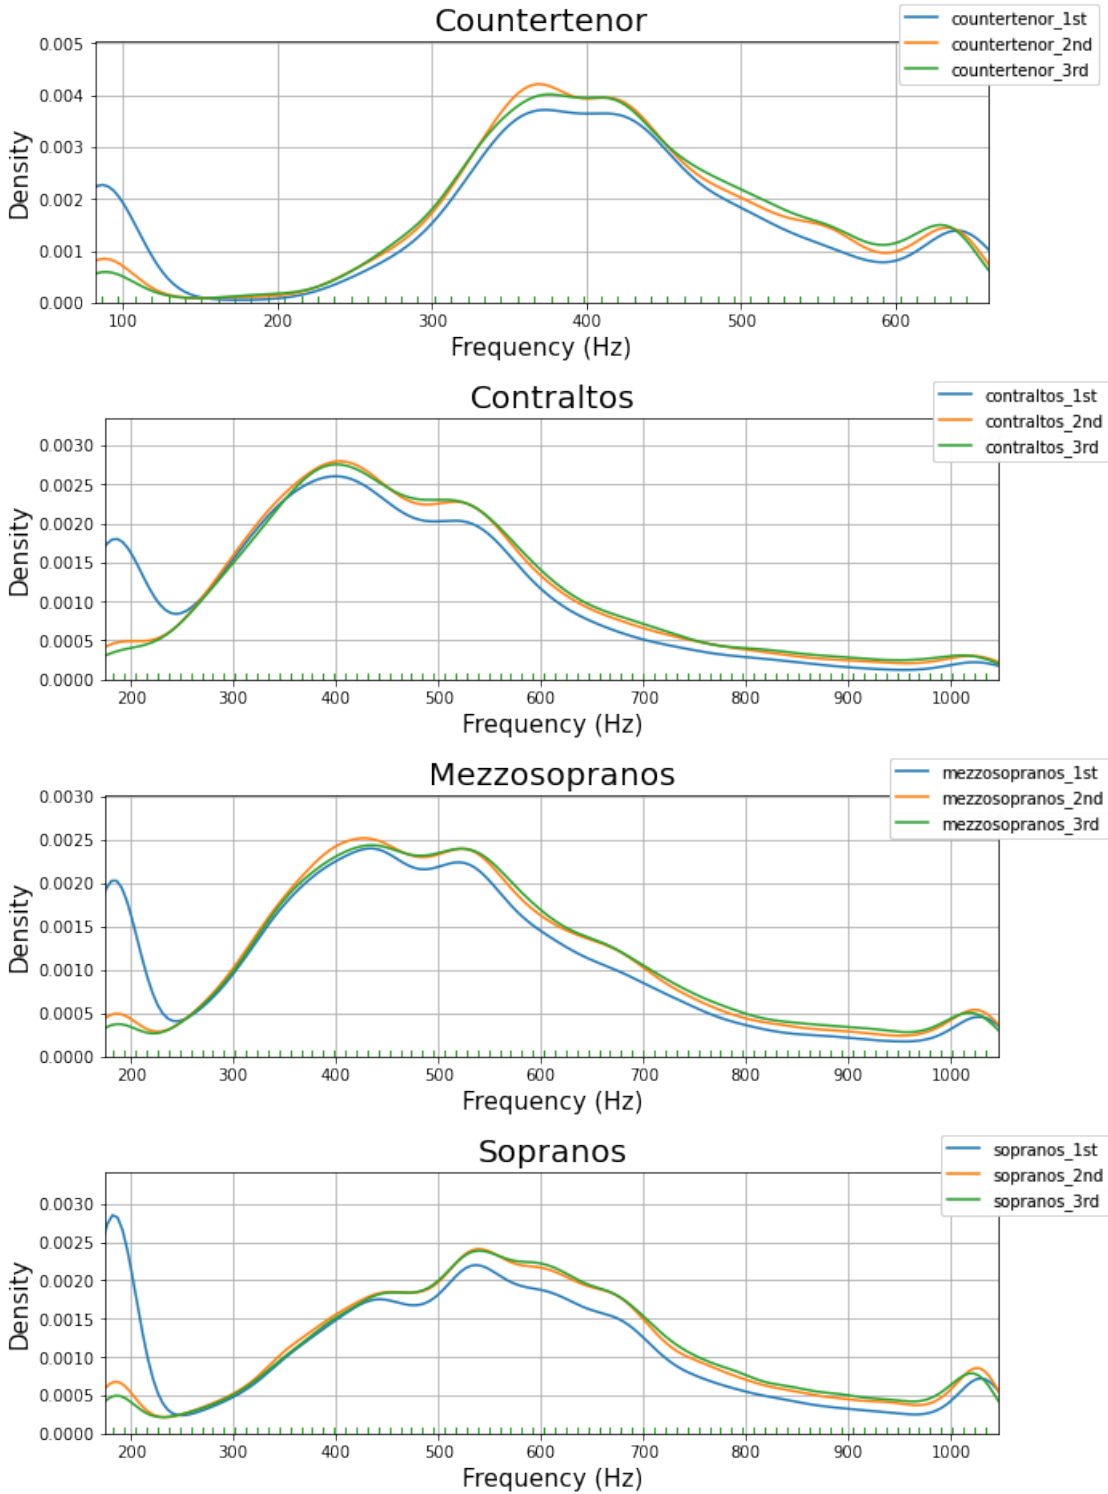 Countertenor
countertenor_1st
countertenor_2nd
countertenor_3rd
0.005
0.004
0.003
0.002
0.001
0.000
Density
100 200 300 400 500 600
Frequency (Hz)
Contraltos
contraltos_1st
contraltos_2nd
contraltos_3rd
0.0030
0.0025
0.0020
0.0015
0.0010
0.0005
0.0000
Density
200 300 400 500 600 700 800 900 1000
Frequency (Hz)
Mezzosopranos
mezzosopranos_1st
mezzosopranos_2nd
mezzosopranos_3rd
0.0030
0.0025
0.0020
0.0015
0.0010
0.0005
0.0000
Density
200 300 400 500 600 700 800 900 1000
Frequency (Hz)
Sopranos
sopranos_1st
sopranos_2nd
sopranos_3rd
0.0030
0.0025
0.0020
0.0015
0.0010
0.0005
0.0000
Density
200 300 400 500 600 700 800 900 1000
Frequency (Hz)